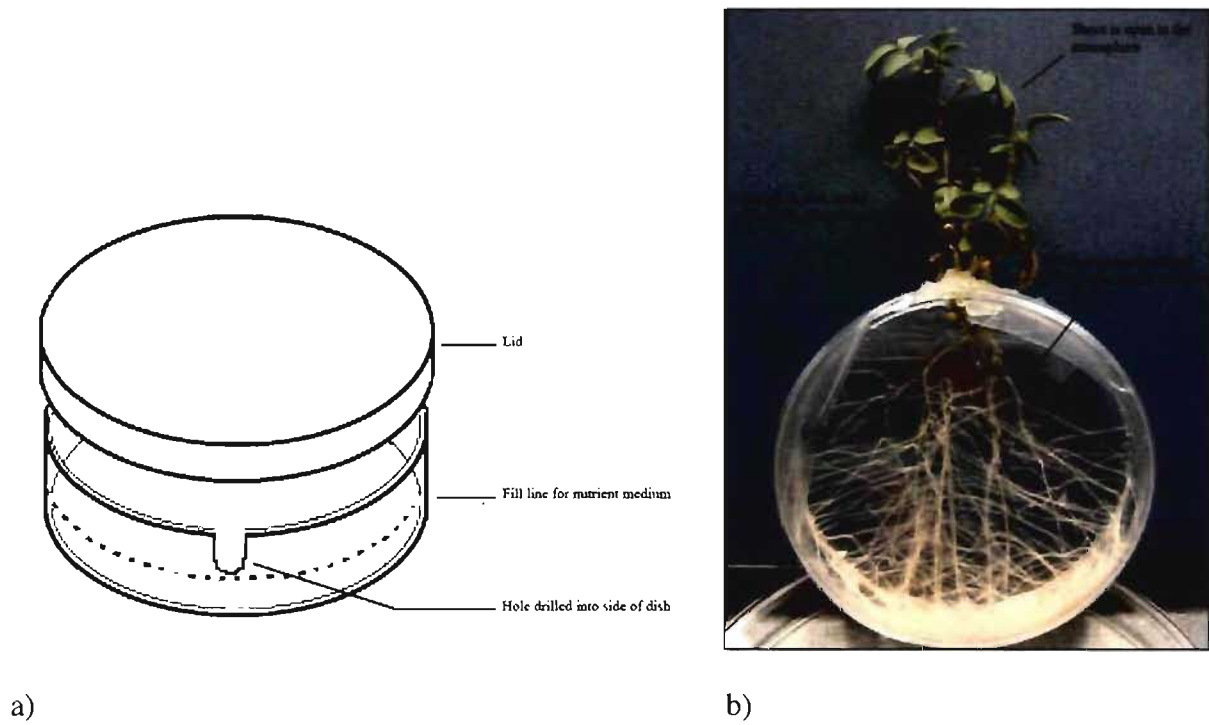 Lid
Fill line for nutrient medium
Hole drilled into side of dish
Shoot is open to the
atmosphere
a)
b)